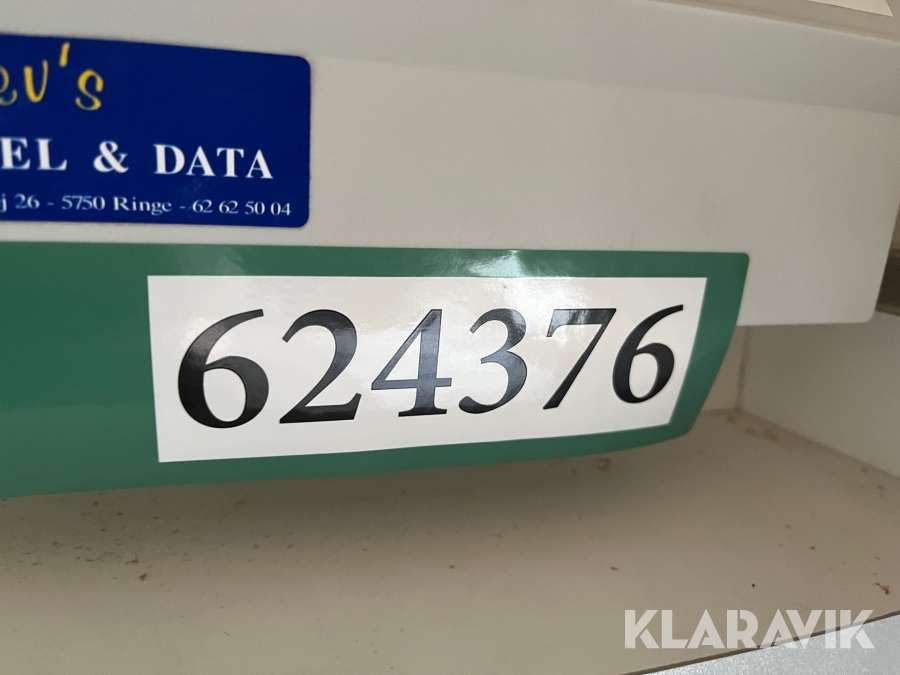 EL & DATA
26 - 5750 Ringe - 62 62 50 04
624376
KLARAVIK